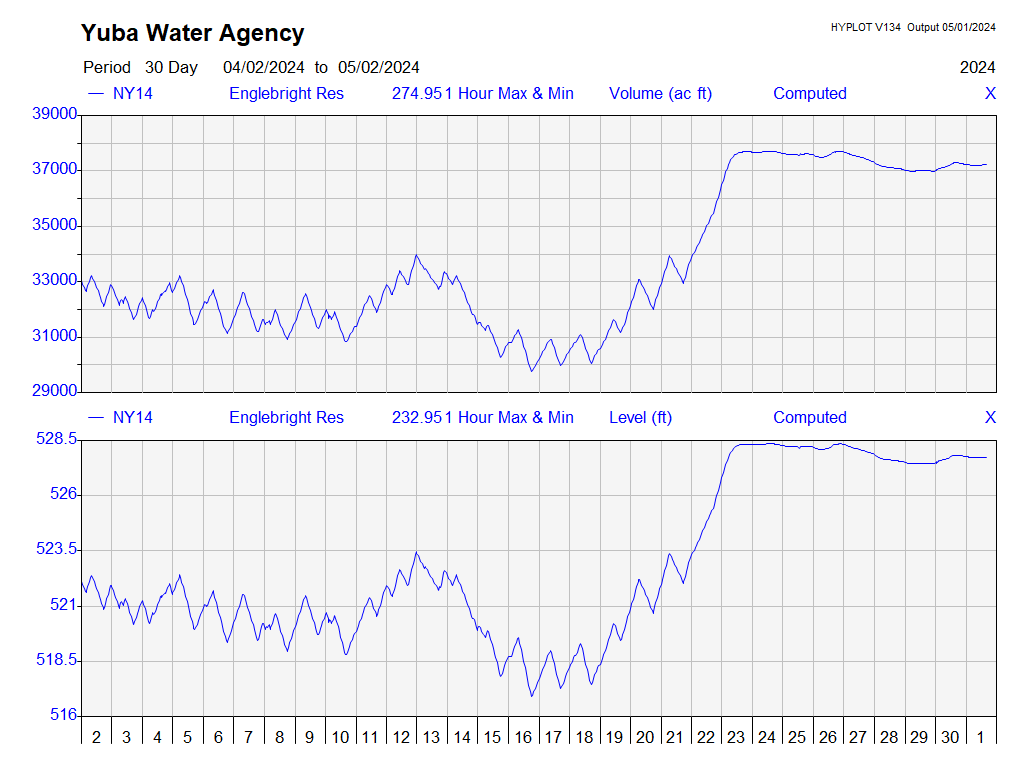 Yuba Water Agency
HYPLOT V134 Output 05/01/2024
Period 30 Day 04/02/2024 to 05/02/2024 2024
NY14 Englebright Res 274.951 Hour Max & Min Volume (ac ft) Computed X
39000
37000
35000
33000
31000
29000
NY14 Englebright Res 232.951 Hour Max & Min Level (ft) Computed X
528.5
526
523.5
521
518.5
516
2 3 4 5 6 7 8 9 10 11 12 13 14 15 16 17 18 19 20 21 22 23 24 25 26 27 28 29 30 1